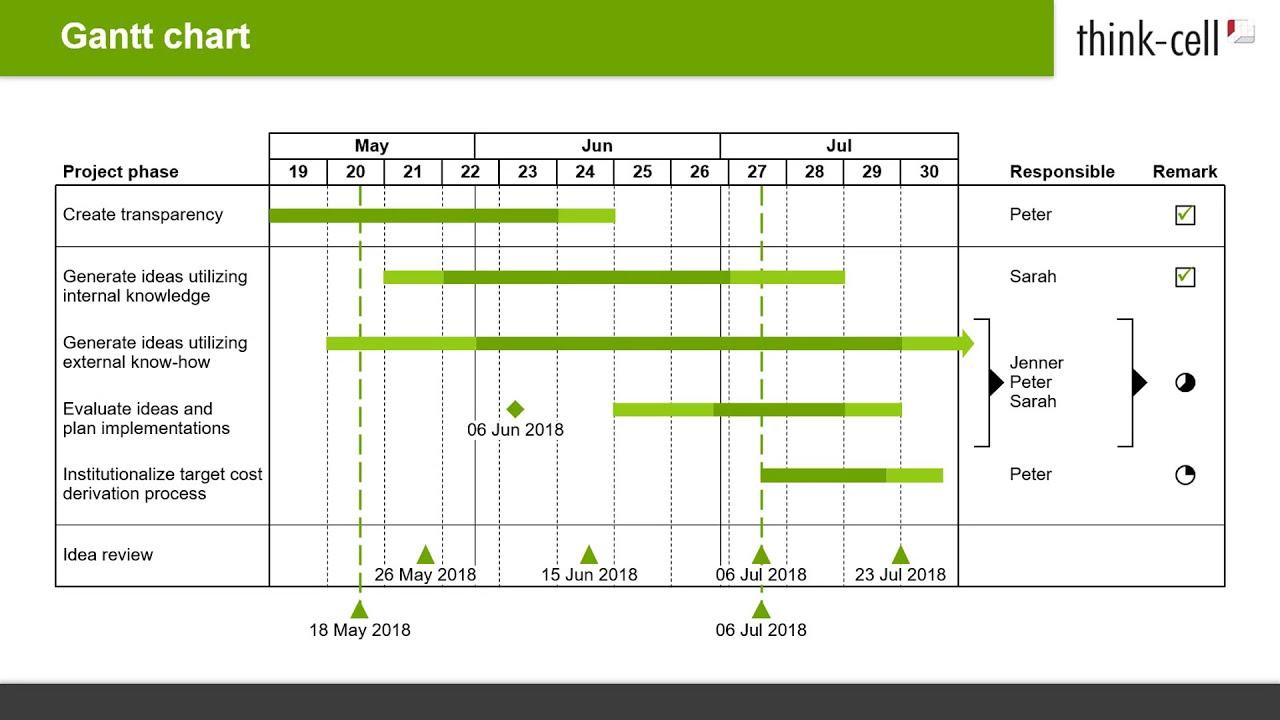 Gantt chart
think-cell
May Jun Jul
Project phase 19 20 21 22 23 24 25 26 27 28 29 30 Responsible Remark
Create transparency Peter
Generate ideas utilizing
internal knowledge
Sarah
Generate ideas utilizing
external know-how
Jenner
Peter
Sarah
Evaluate ideas and
plan implementations
06 Jun 2018
Institutionalize target cost
derivation process
Peter
Idea review
26 May 2018 15 Jun 2018 06 Jul 2018 23 Jul 2018
18 May 2018 06 Jul 2018